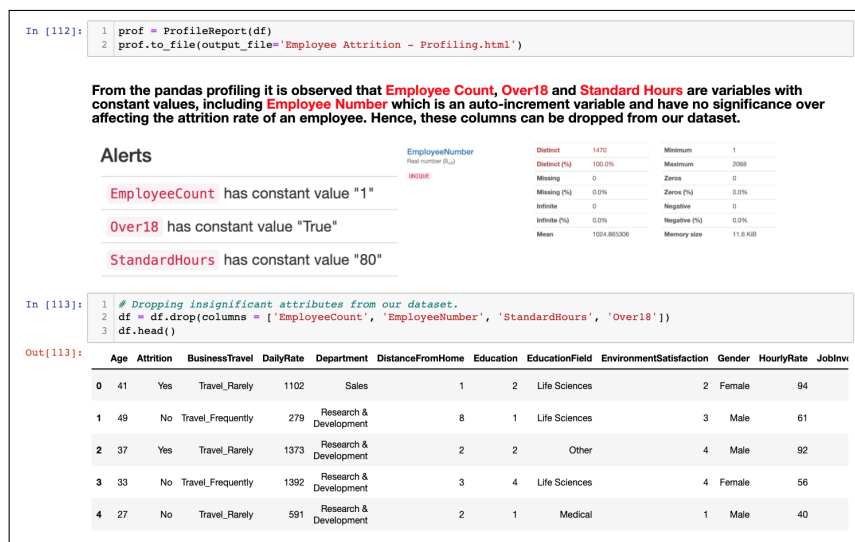 In [112]:
1 prof = ProfileReport(df)
2 prof.to_file(output_file='Employee Attrition - Profiling.html')
From the pandas profiling it is observed that Employee Count, Over18 and Standard Hours are variables with
constant values, including Employee Number which is an auto-increment variable and have no significance over
affecting the attrition rate of an employee. Hence, these columns can be dropped from our dataset.
Alerts
EmployeeCount has constant value "1"
Over18 has constant value "True"
StandardHours has constant value "80"
EmployeeNumber
Real number (ℝ≥0)
UNIQUE
Distinct 1470
Distinct (%) 100.0%
Missing 0
Missing (%) 0.0%
Infinite 0
Infinite (%) 0.0%
Mean 1024.865306
Minimum 1
Maximum 2068
Zeros 0
Zeros (%) 0.0%
Negative 0
Negative (%) 0.0%
Memory size 11.6 KiB
In [113]:
1 # Dropping insignificant attributes from our dataset.
2 df = df.drop(columns = ['EmployeeCount', 'EmployeeNumber', 'StandardHours', 'Over18'])
3 df.head()
Out[113]:
Age Attrition BusinessTravel DailyRate Department DistanceFromHome Education EducationField EnvironmentSatisfaction Gender HourlyRate JobInvo
0 41 Yes Travel_Rarely 1102 Sales 1 2 Life Sciences 2 Female 94
1 49 No Travel_Frequently 279 Research & Development 8 1 Life Sciences 3 Male 61
2 37 Yes Travel_Rarely 1373 Research & Development 2 2 Other 4 Male 92
3 33 No Travel_Frequently 1392 Research & Development 3 4 Life Sciences 4 Female 56
4 27 No Travel_Rarely 591 Research & Development 2 1 Medical 1 Male 40